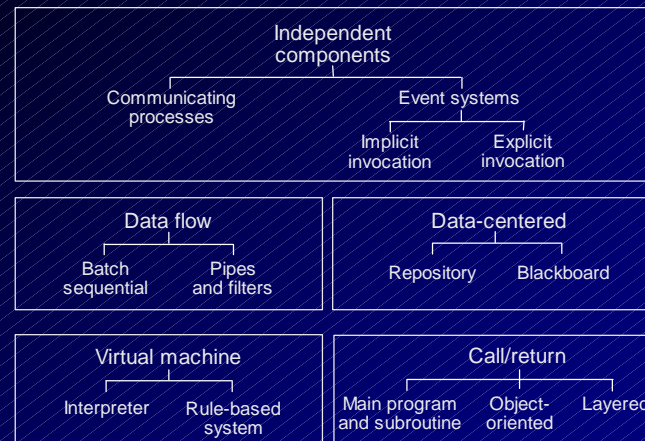 Independent
components
Communicating
processes
Event systems
Implicit
invocation
Explicit
invocation
Data flow
Batch
sequential
Pipes
and filters
Data-centered
Repository
Blackboard
Virtual machine
Interpreter
Rule-based
system
Call/return
Main program
and subroutine
Object-
oriented
Layered